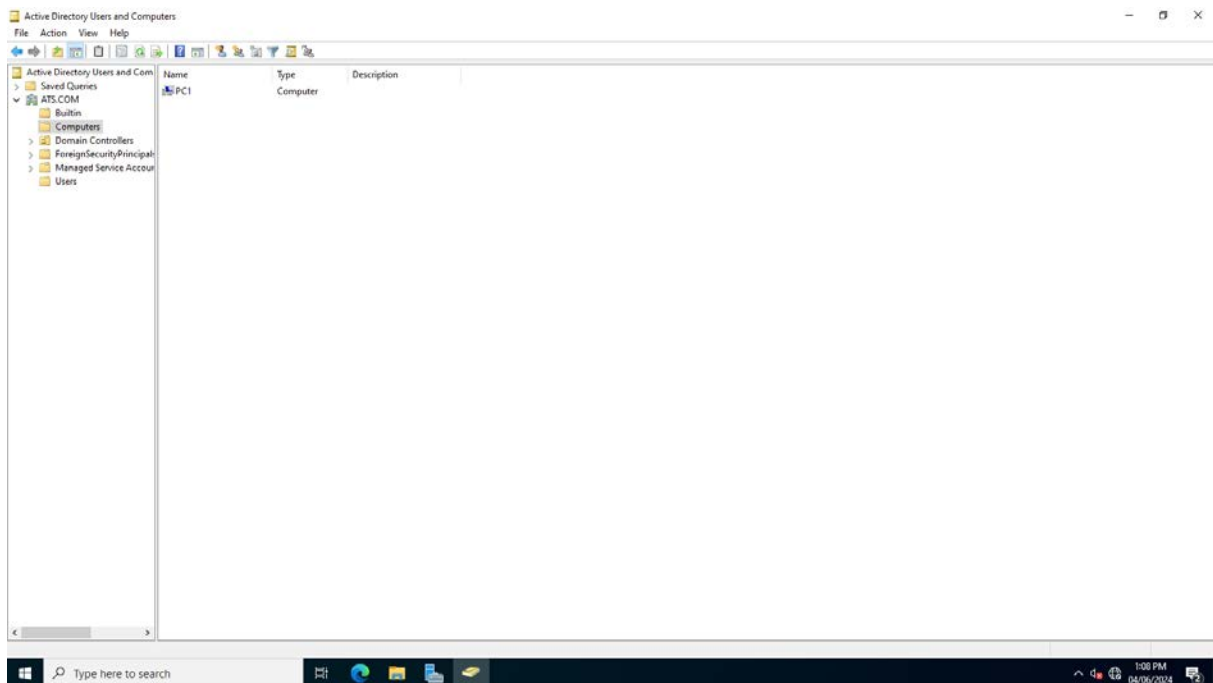 Active Directory Users and Computers
File Action View Help
Active Directory Users and Com
Saved Queries
ATS.COM
Builtin
Computers
Domain Controllers
ForeignSecurityPrincipals
Managed Service Accour
Users
Name Type Description
PC1 Computer
Type here to search
1:08 PM
04/06/2024
2